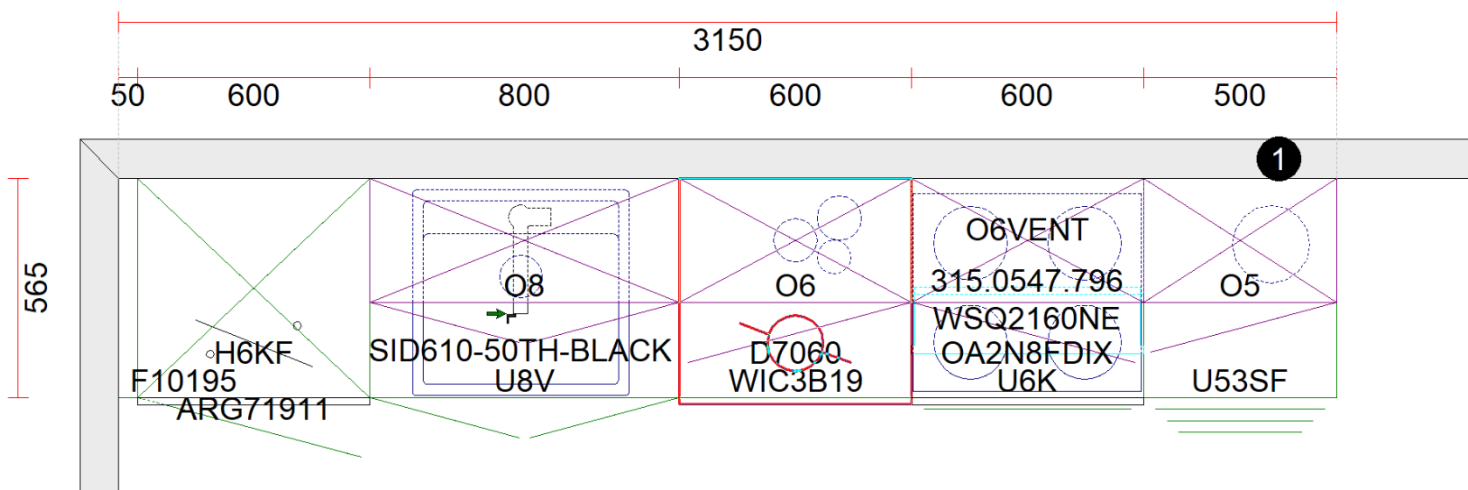 3150
50 600 800 600 600 500
1
565
O6VENT
O8 O6 315.0547.796 O5
WSQ2160NE
H6KF SID610-50TH-BLACK D7060 OA2N8FDIX
F10195 U8V WIC3B19 U6K U53SF
ARG71911